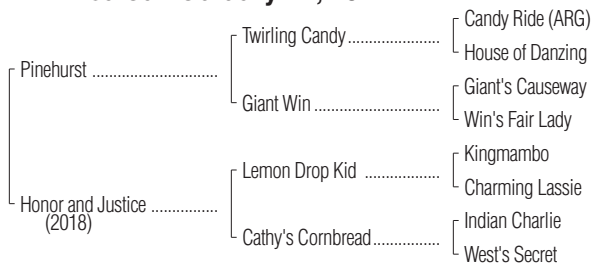 Pinehurst ..............................
Honor and Justice ................
(2018)
Twirling Candy......................
Giant Win ..............................
Lemon Drop Kid ..................
Cathy's Cornbread................
Candy Ride (ARG)
House of Danzing
Giant's Causeway
Win's Fair Lady
Kingmambo
Charming Lassie
Indian Charlie
West's Secret